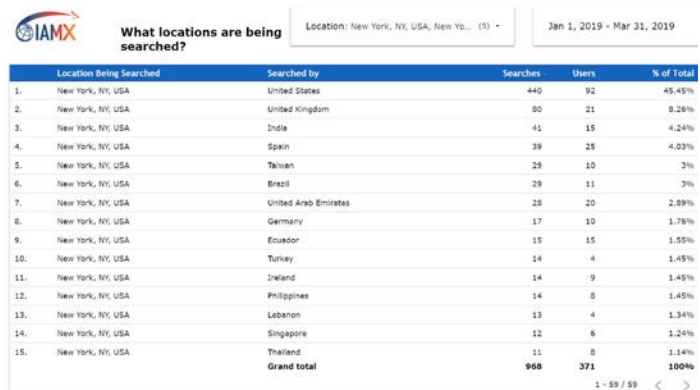 IAMX
What locations are being
searched?
Location: New York, NY, USA, New Yo... (5)
Jan 1, 2019 - Mar 31, 2019
Location Being Searched Searched by Searches Users % of Total
1. New York, NY, USA United States 440 92 45.45%
2. New York, NY, USA United Kingdom 80 21 8.26%
3. New York, NY, USA India 41 15 4.24%
4. New York, NY, USA Spain 39 25 4.03%
5. New York, NY, USA Taiwan 29 10 3%
6. New York, NY, USA Brazil 29 11 3%
7. New York, NY, USA United Arab Emirates 28 20 2.89%
8. New York, NY, USA Germany 17 10 1.76%
9. New York, NY, USA Ecuador 15 15 1.55%
10. New York, NY, USA Turkey 14 4 1.45%
11. New York, NY, USA Ireland 14 9 1.45%
12. New York, NY, USA Philippines 14 8 1.45%
13. New York, NY, USA Lebanon 13 4 1.34%
14. New York, NY, USA Singapore 12 6 1.24%
15. New York, NY, USA Thailand 11 8 1.14%
Grand total 968 371 100%
1 - 59 / 59 < >